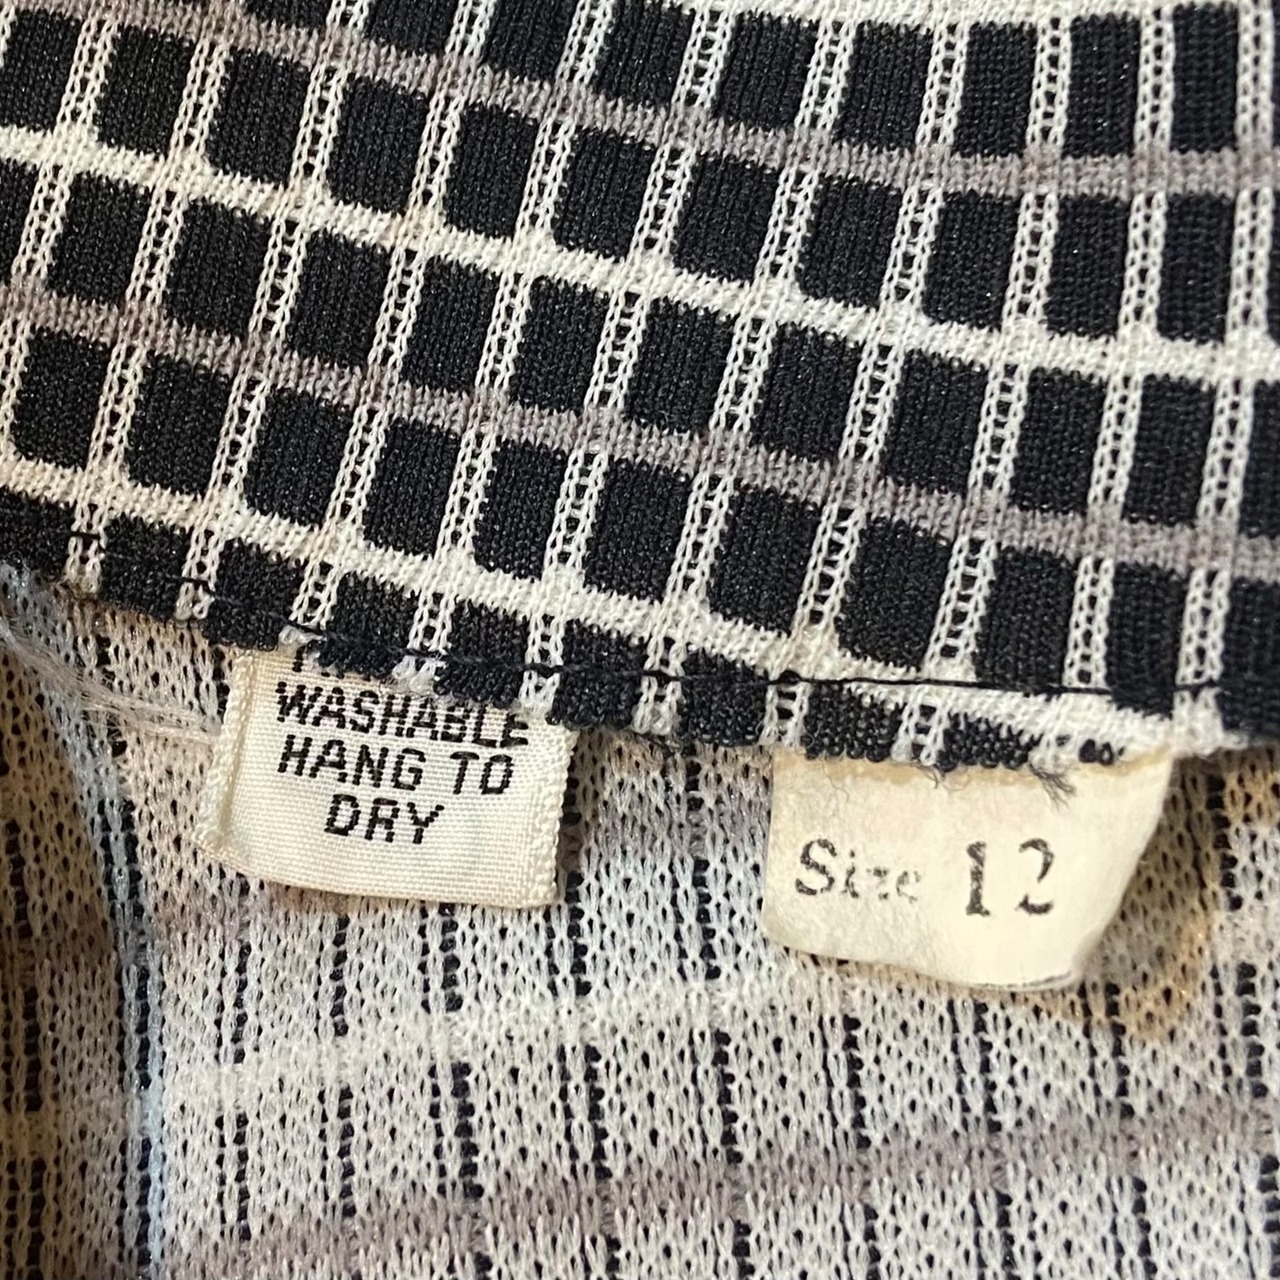 WASHABLE
HANG TO
DRY
Size 12